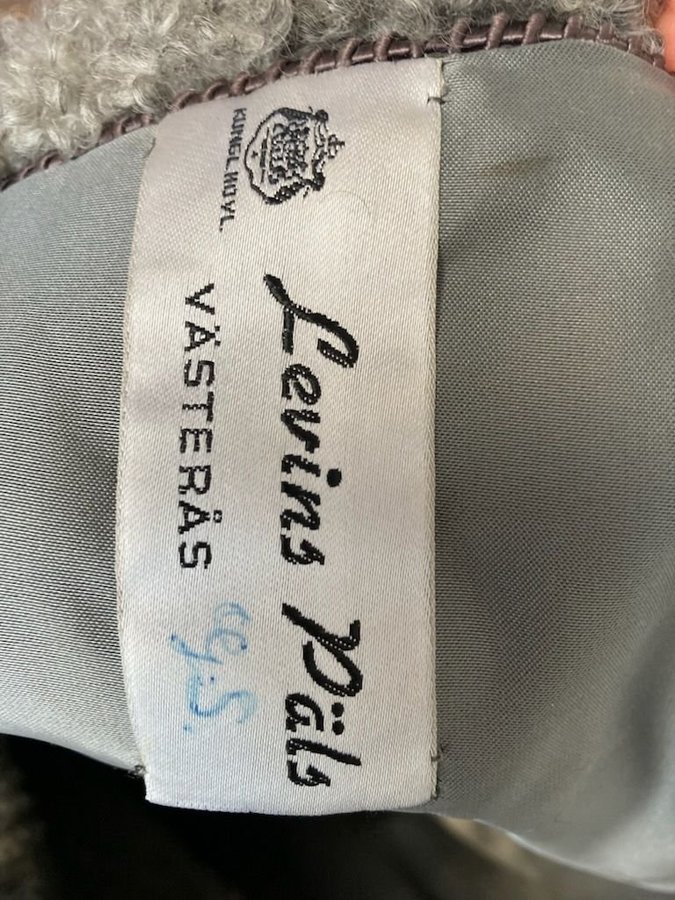 KUNGL. HOVL.
Levins Päls
VÄSTERÅS